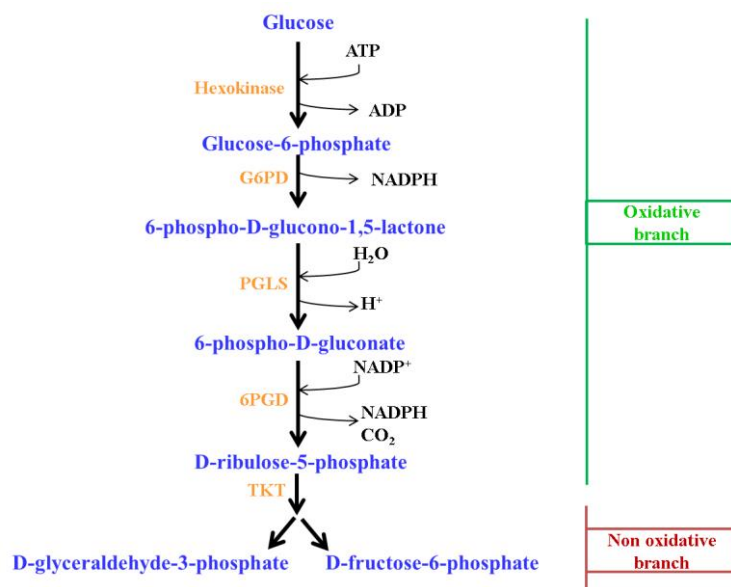 Glucose
ATP
Hexokinase
ADP
Glucose-6-phosphate
G6PD
NADPH
6-phospho-D-glucono-1,5-lactone
Oxidative
branch
H₂O
PGLS
H⁺
6-phospho-D-gluconate
NADP⁺
6PGD
NADPH
CO₂
D-ribulose-5-phosphate
TKT
D-glyceraldehyde-3-phosphate
D-fructose-6-phosphate
Non oxidative
branch